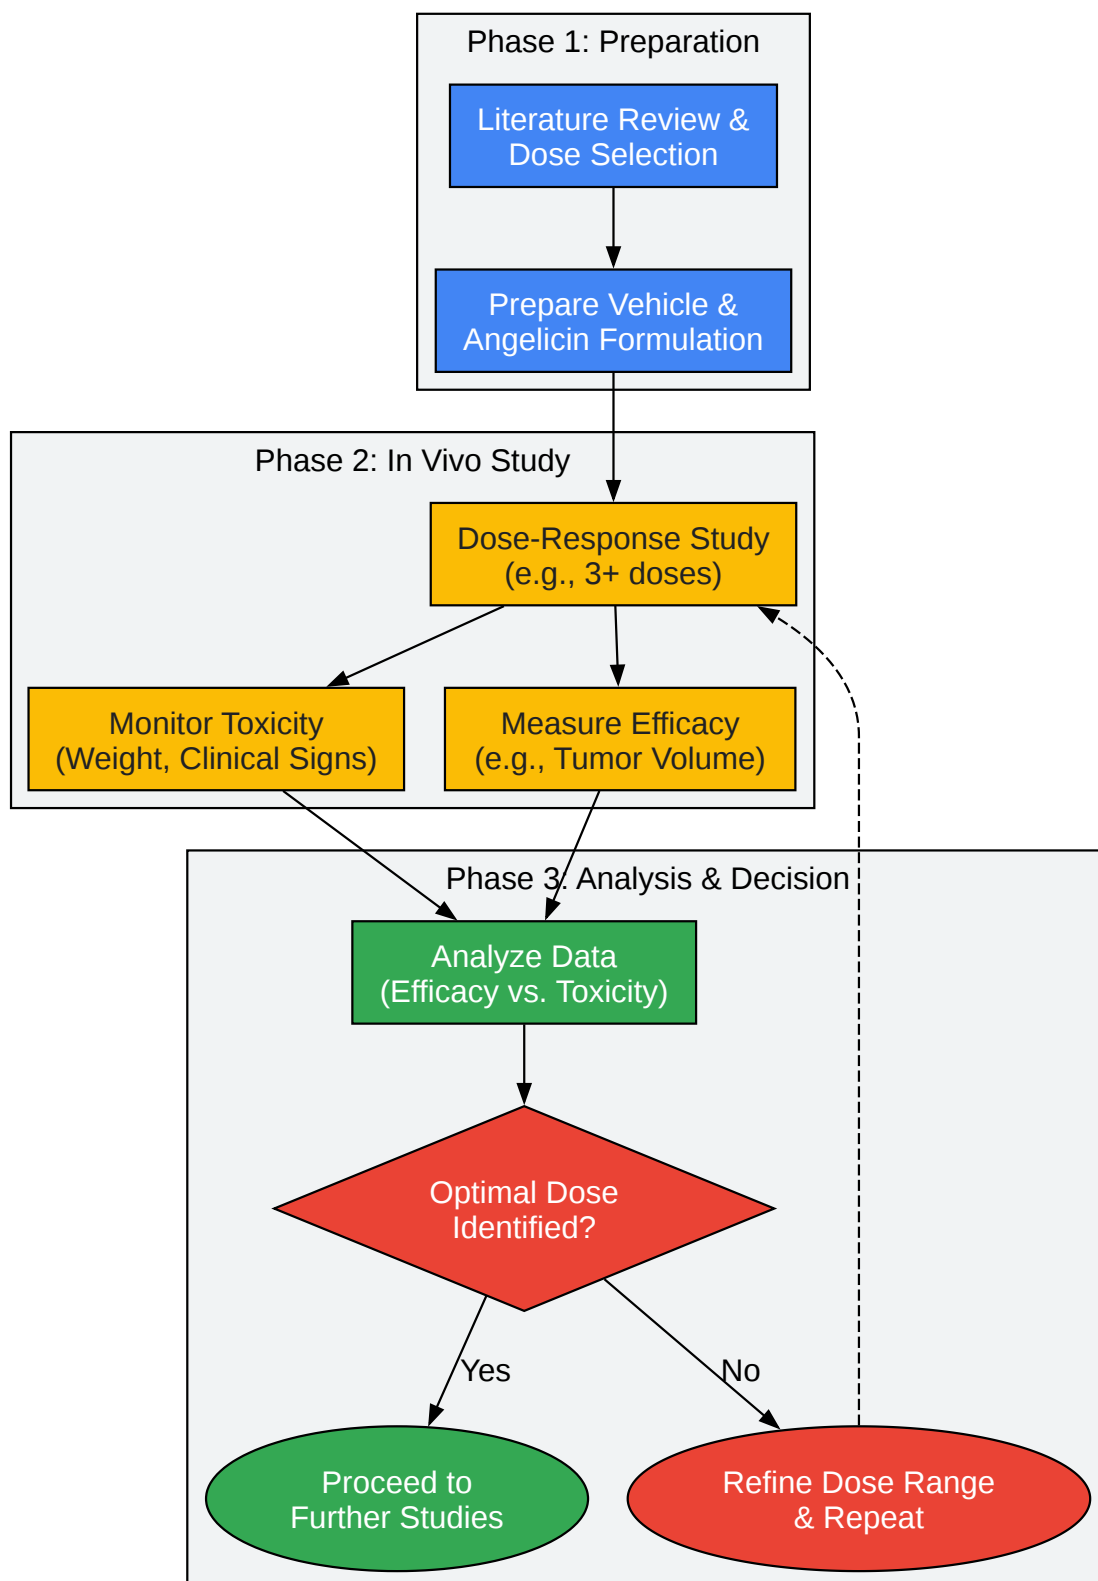 Phase 1: Preparation
Literature Review &
Dose Selection
Prepare Vehicle &
Angelicin Formulation
Phase 2: In Vivo Study
Dose-Response Study
(e.g., 3+ doses)
Monitor Toxicity
(Weight, Clinical Signs)
Measure Efficacy
(e.g., Tumor Volume)
Phase 3: Analysis & Decision
Analyze Data
(Efficacy vs. Toxicity)
Optimal Dose
Identified?
Yes
No
Proceed to
Further Studies
Refine Dose Range
& Repeat